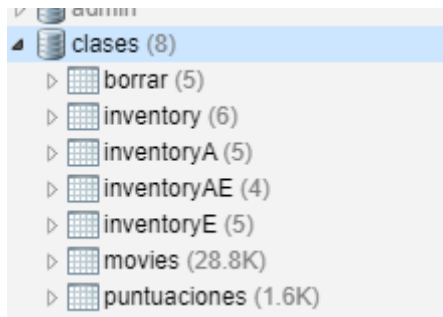 admin
clases (8)
borrar (5)
inventory (6)
inventoryA (5)
inventoryAE (4)
inventoryE (5)
movies (28.8K)
puntuaciones (1.6K)